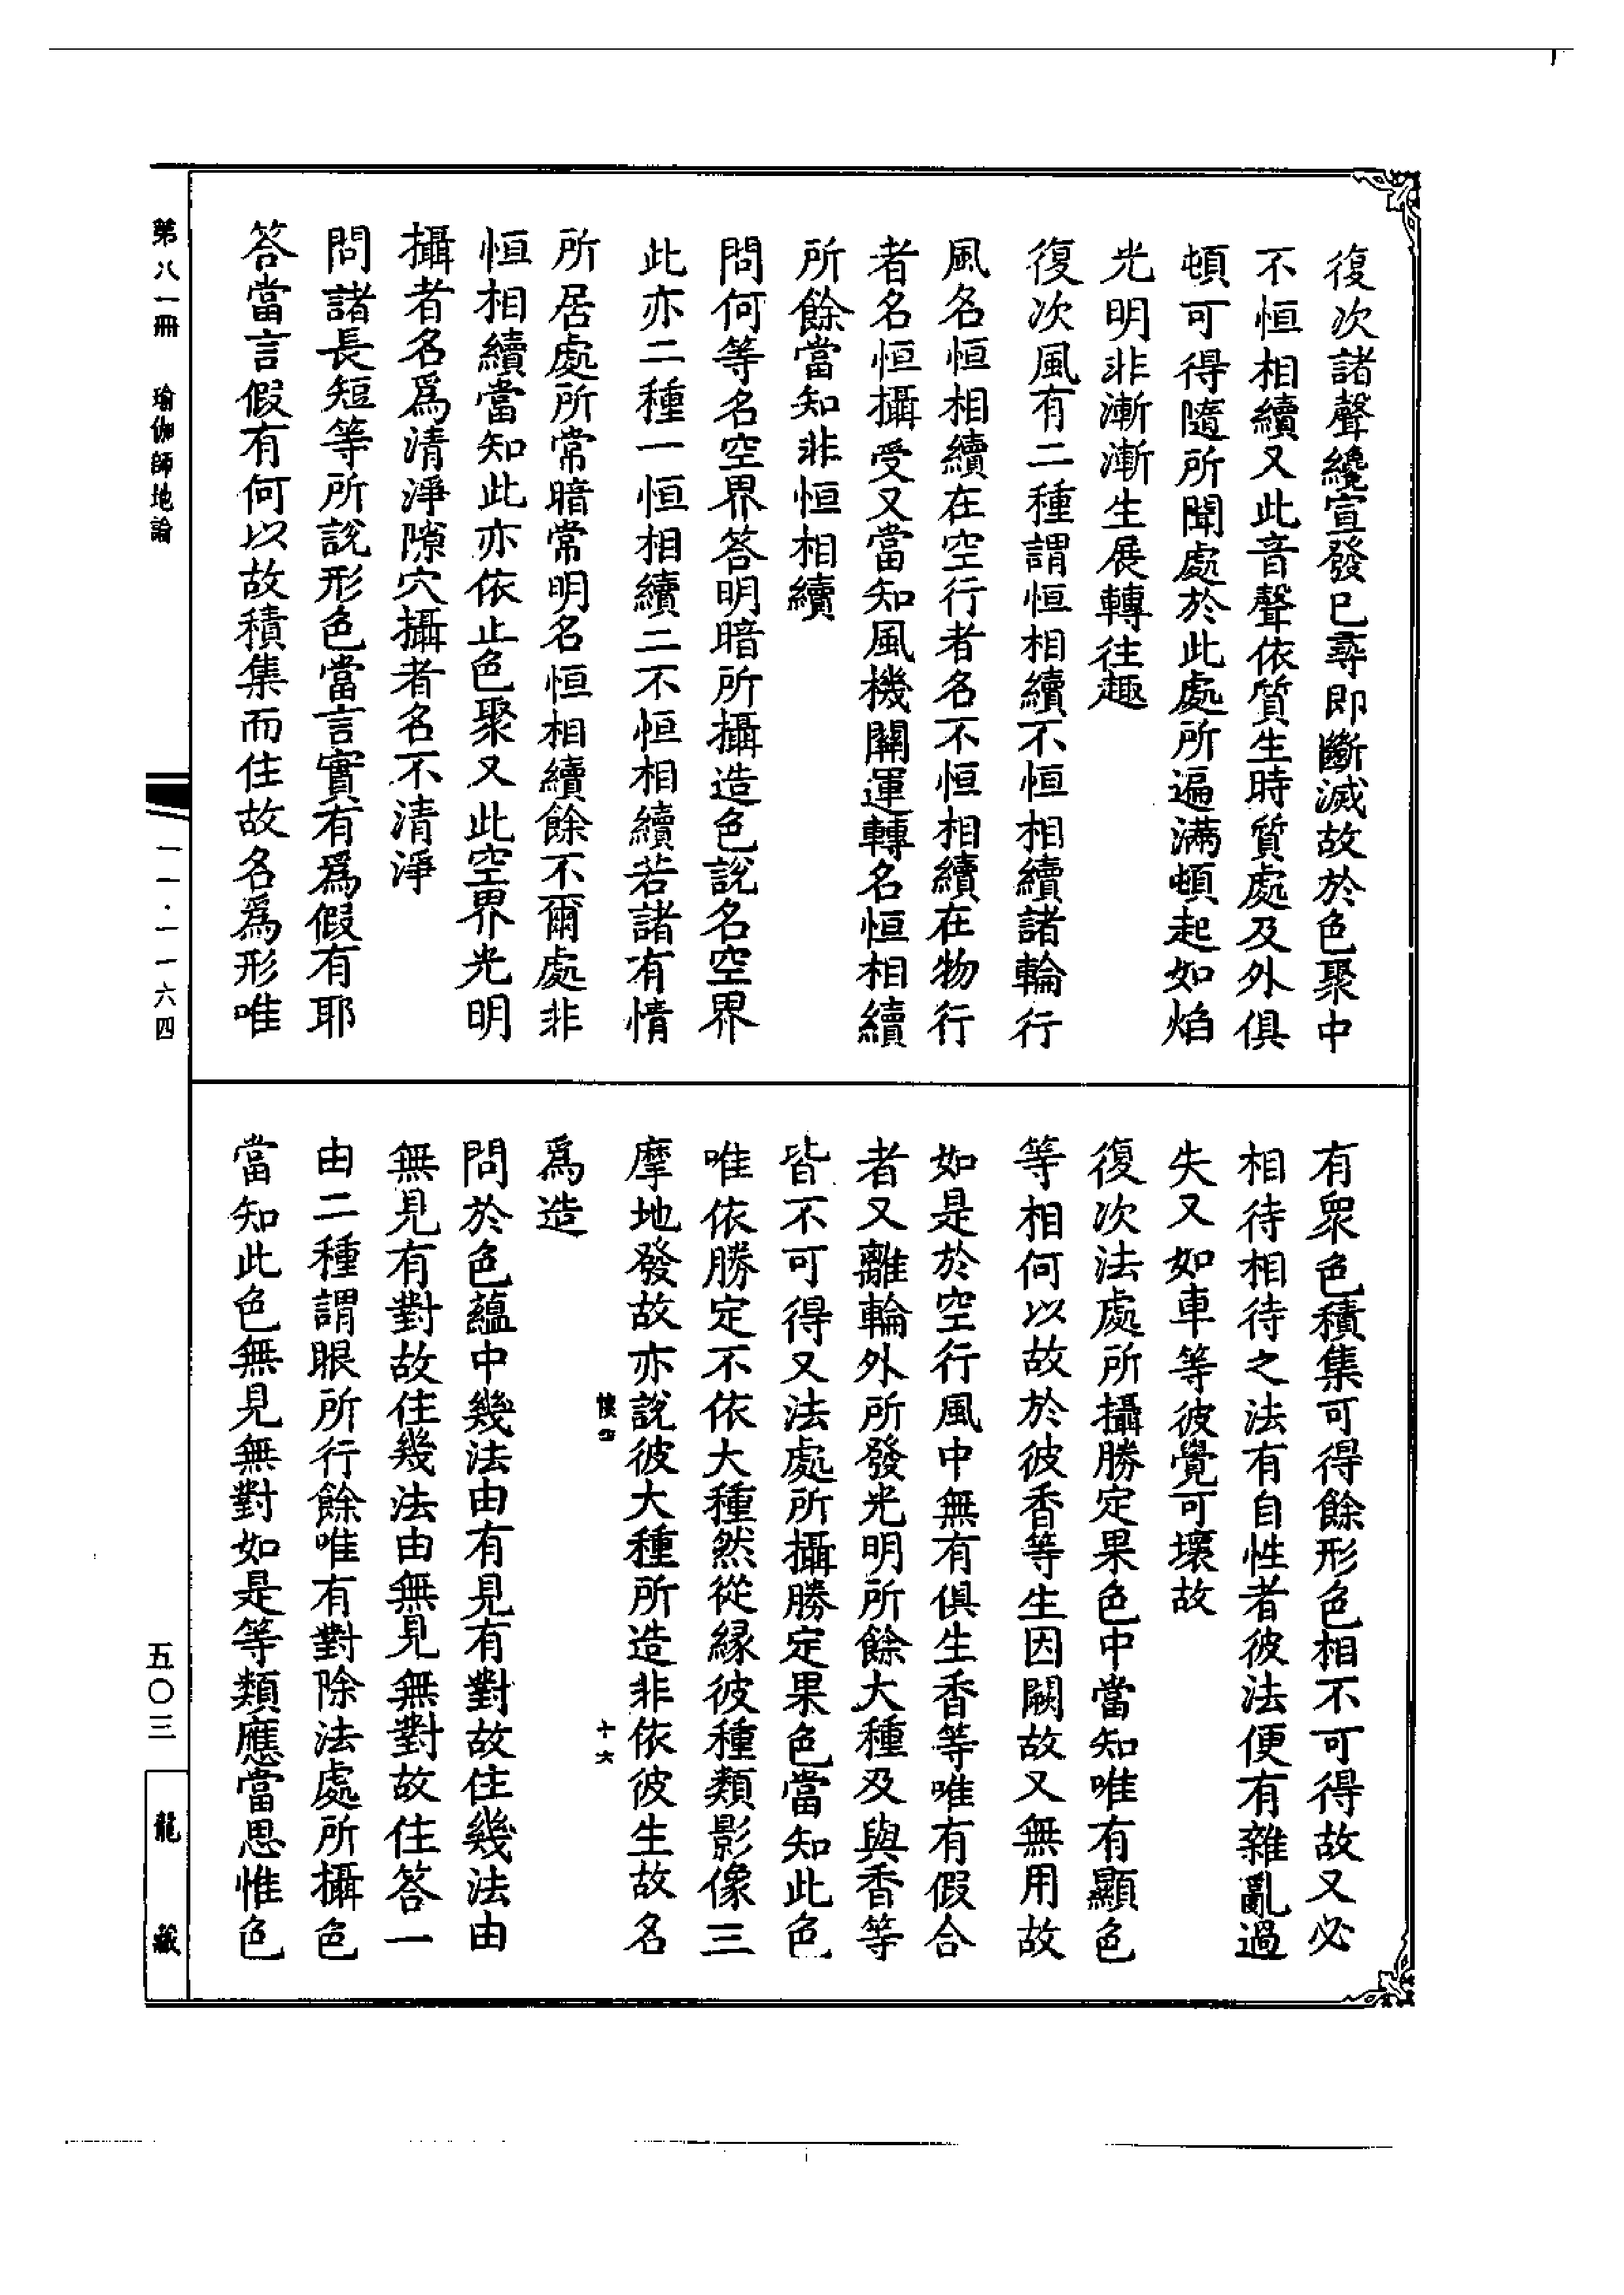 復次諸聲纔宣發已尋即斷滅故於色聚中
不恒相續又此音聲依質生時質處及外俱
頓可得隨所聞處於此處所遍滿頓起如焰
光明非漸漸生展轉往趣
復次風有二種謂恒相續不恒相續諸輪行
風名恒相續在空行者名不恒相續在物行
者名恒攝受又當知風機關運轉名恒相續
所餘當知非恒相續
問何等名空界答明暗所攝造色說名空界
此亦二種一恒相續二不恒相續若諸有情
所居處所常暗常明名恒相續餘不爾處非
恒相續當知此亦依止色聚又此空界光明
攝者名爲清淨隙穴攝者名不清淨
問諸長短等所說形色當言實有爲假有耶
答當言假有何以故積集而住故名爲形唯
有眾色積集可得餘形色相不可得故又必
相待相待之法有自性者彼法便有雜亂過
失又如車等彼覺可壞故
復次法處所攝勝定果色中當知唯有顯色
等相何以故於彼香等生因闕故又無用故
如是於空行風中無有俱生香等唯有假合
者又離輪外所發光明所餘大種及與香等
皆不可得又法處所攝勝定果色當知此色
唯依勝定不依大種然從緣彼種類影像三
摩地發故亦說彼大種所造非依彼生故名
懷四 十六
爲造
問於色蘊中幾法由有見有對故住幾法由
無見有對故住幾法由無見無對故住答一
由二種謂眼所行餘唯有對除法處所攝色
當知此色無見無對如是等類應當思惟色
第八一冊 瑜伽師地論
一一·一一六四
五〇三
龍藏